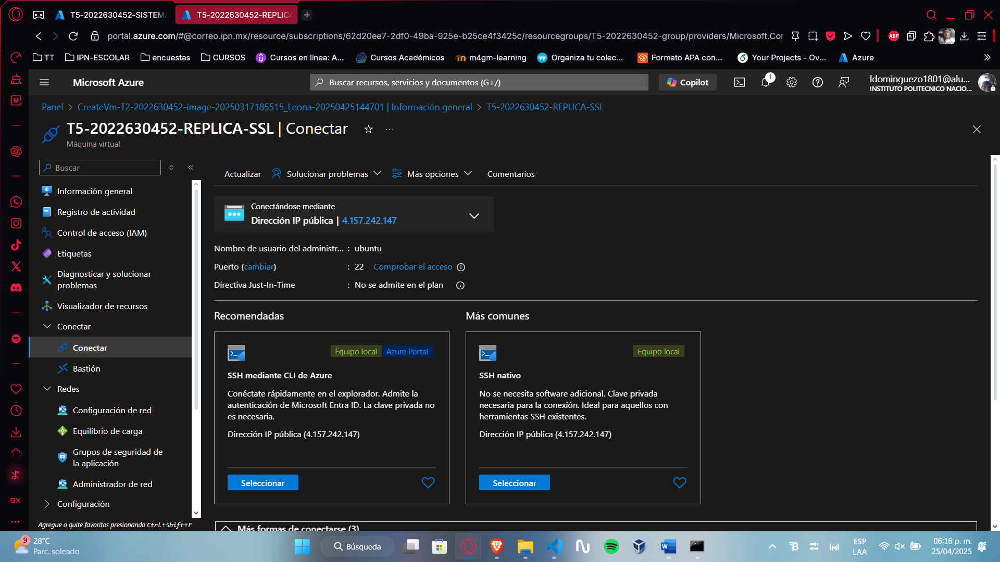 T5-2022630452-SISTEMA
T5-2022630452-REPLICA
portal.azure.com/#@correo.ipn.mx/resource/subscriptions/62d20ee7-2df0-49ba-925e-b25ce4f3425c/resourcegroups/T5-2022630452-group/providers/Microsoft.Cor
ABP
TT
IPN-ESCOLAR
encuestas
CURSOS
Cursos en línea: A...
Cursos Académicos
m4gm-learning
Organiza tu colec...
Formato APA con...
Your Projects - Ov...
Azure
Microsoft Azure
Buscar recursos, servicios y documentos (G+/)
Copilot
1
ldominguezo1801@alu...
INSTITUTO POLITECNICO NACIO...
Panel > CreateVm-T2-2022630452-image-20250317185515_Leona-20250425144701 | Información general > T5-2022630452-REPLICA-SSL
T5-2022630452-REPLICA-SSL | Conectar
Máquina virtual
Buscar
Información general
Registro de actividad
Control de acceso (IAM)
Etiquetas
Diagnosticar y solucionar
problemas
Visualizador de recursos
Conectar
Conectar
Bastión
Redes
Configuración de red
Equilibrio de carga
Grupos de seguridad de
la aplicación
Administrador de red
Configuración
Agregue o quite favoritos presionando Ctrl+Shift+F
Actualizar
Solucionar problemas
Más opciones
Comentarios
Conectándose mediante
Dirección IP pública | 4.157.242.147
Nombre de usuario del administr... : ubuntu
Puerto (cambiar) : 22 Comprobar el acceso
Directiva Just-In-Time : No se admite en el plan
Recomendadas
Equipo local
Azure Portal
SSH mediante CLI de Azure
Conéctate rápidamente en el explorador. Admite la
autenticación de Microsoft Entra ID. La clave privada no
es necesaria.
Dirección IP pública (4.157.242.147)
Seleccionar
Más comunes
Equipo local
SSH nativo
No se necesita software adicional. Clave privada
necesaria para la conexión. Ideal para aquellos con
herramientas SSH existentes.
Dirección IP pública (4.157.242.147)
Seleccionar
Más formas de conectarse (3)
M
GX
9
28°C
Parc. soleado
Búsqueda
ESP
LAA
06:16 p. m.
25/04/2025